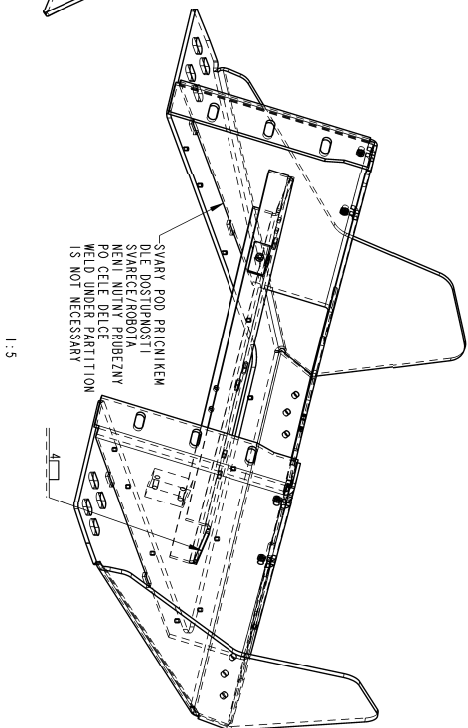 SVARY POD PRICNIKEM
DLE DOSTUPNOSTI
SVARECE/ROBOTA
NENI NUTNY PRUBEZNY
PO CELE DELCE
WELD UNDER PARTITION
IS NOT NECESSARY
4
1:5